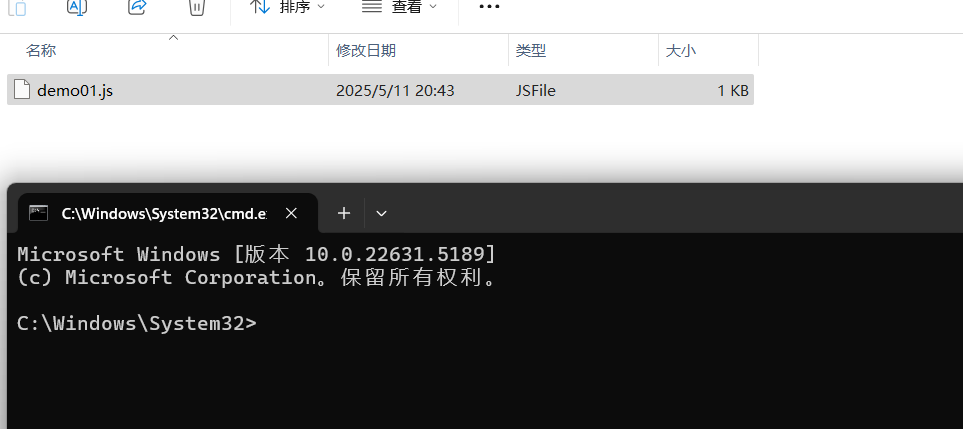 排序 查看
名称 修改日期 类型 大小
demo01.js 2025/5/11 20:43 JSFile 1 KB
C:\Windows\System32\cmd.e
Microsoft Windows [版本 10.0.22631.5189]
(c) Microsoft Corporation。保留所有权利。
C:\Windows\System32>